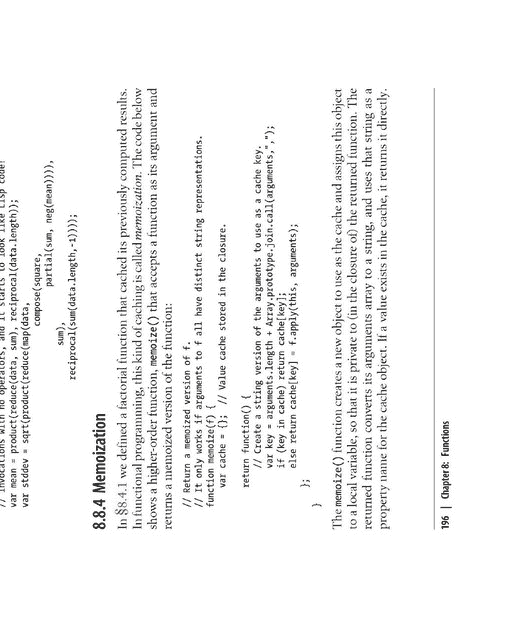 // invocations with no operators, and it starts to look like Lisp code!
var mean = product(reduce(data, sum), reciprocal(data.length));
var stddev = sqrt(product(reduce(map(data,
compose(square,
partial(sum, neg(mean)))),
sum),
reciprocal(sum(data.length,-1))));
8.8.4 Memoization
In §8.4.1 we defined a factorial function that cached its previously computed results.
In functional programming, this kind of caching is called memoization. The code below
shows a higher-order function, memoize() that accepts a function as its argument and
returns a memoized version of the function:
// Return a memoized version of f.
// It only works if arguments to f all have distinct string representations.
function memoize(f) {
var cache = {}; // Value cache stored in the closure.
return function() {
// Create a string version of the arguments to use as a cache key.
var key = arguments.length + Array.prototype.join.call(arguments,",");
if (key in cache) return cache[key];
else return cache[key] = f.apply(this, arguments);
};
}
The memoize() function creates a new object to use as the cache and assigns this object
to a local variable, so that it is private to (in the closure of) the returned function. The
returned function converts its arguments array to a string, and uses that string as a
property name for the cache object. If a value exists in the cache, it returns it directly.
196 | Chapter 8: Functions